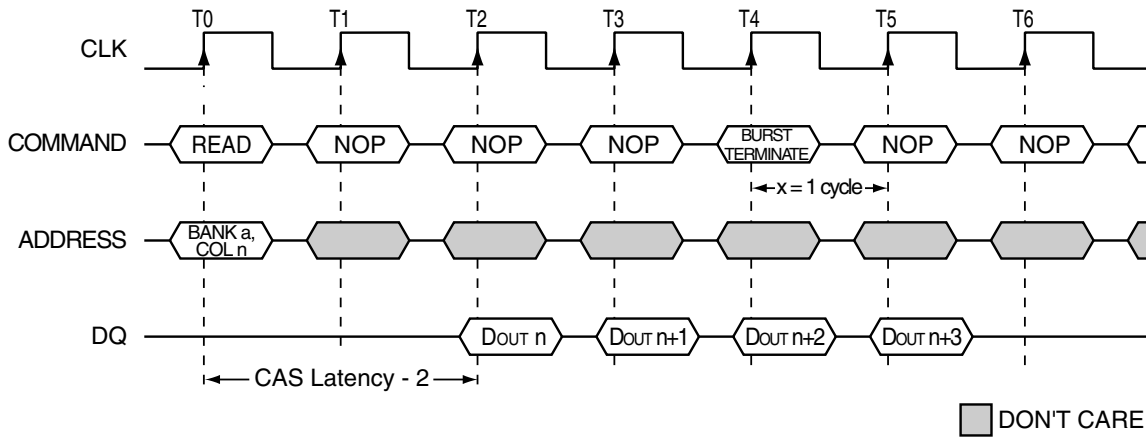 T0 T1 T2 T3 T4 T5 T6
CLK
COMMAND READ NOP NOP NOP BURST TERMINATE NOP NOP
x = 1 cycle
ADDRESS BANK a, COL n
DQ DOUT n DOUT n+1 DOUT n+2 DOUT n+3
CAS Latency - 2
DON'T CARE